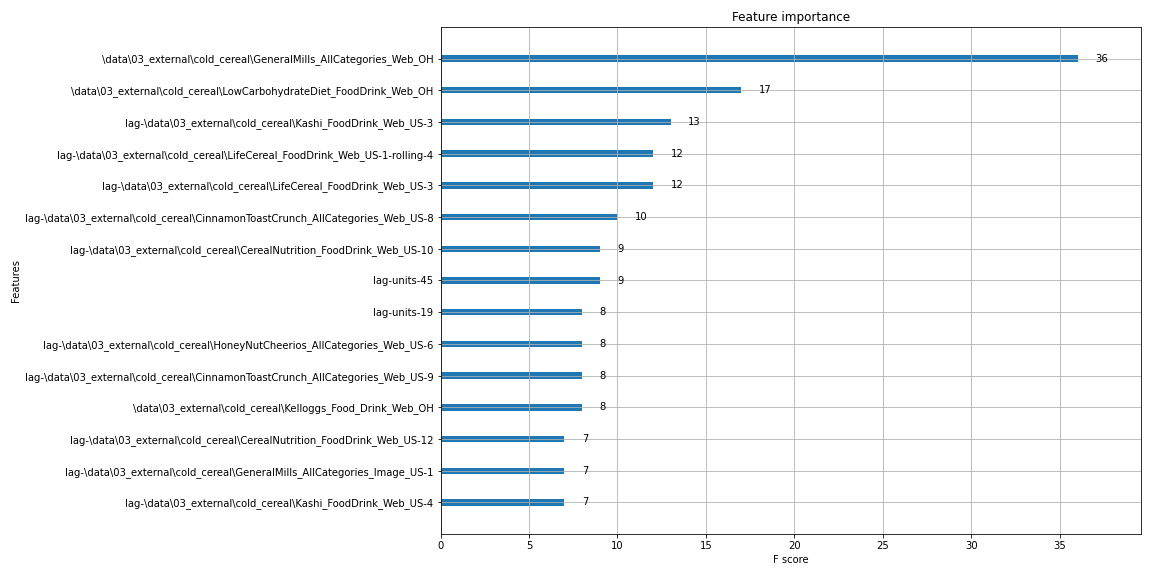 Feature importance
\data\03_external\cold_cereal\GeneralMills_AllCategories_Web_OH 36
\data\03_external\cold_cereal\LowCarbohydrateDiet_FoodDrink_Web_OH 17
lag-\data\03_external\cold_cereal\Kashi_FoodDrink_Web_US-3 13
lag-\data\03_external\cold_cereal\LifeCereal_FoodDrink_Web_US-1-rolling-4 12
lag-\data\03_external\cold_cereal\LifeCereal_FoodDrink_Web_US-3 12
lag-\data\03_external\cold_cereal\CinnamonToastCrunch_AllCategories_Web_US-8 10
lag-\data\03_external\cold_cereal\CerealNutrition_FoodDrink_Web_US-10 9
lag-units-45 9
lag-units-19 8
lag-\data\03_external\cold_cereal\HoneyNutCheerios_AllCategories_Web_US-6 8
lag-\data\03_external\cold_cereal\CinnamonToastCrunch_AllCategories_Web_US-9 8
\data\03_external\cold_cereal\Kelloggs_Food_Drink_Web_OH 8
lag-\data\03_external\cold_cereal\CerealNutrition_FoodDrink_Web_US-12 7
lag-\data\03_external\cold_cereal\GeneralMills_AllCategories_Image_US-1 7
lag-\data\03_external\cold_cereal\Kashi_FoodDrink_Web_US-4 7
Features
0 5 10 15 20 25 30 35
F score